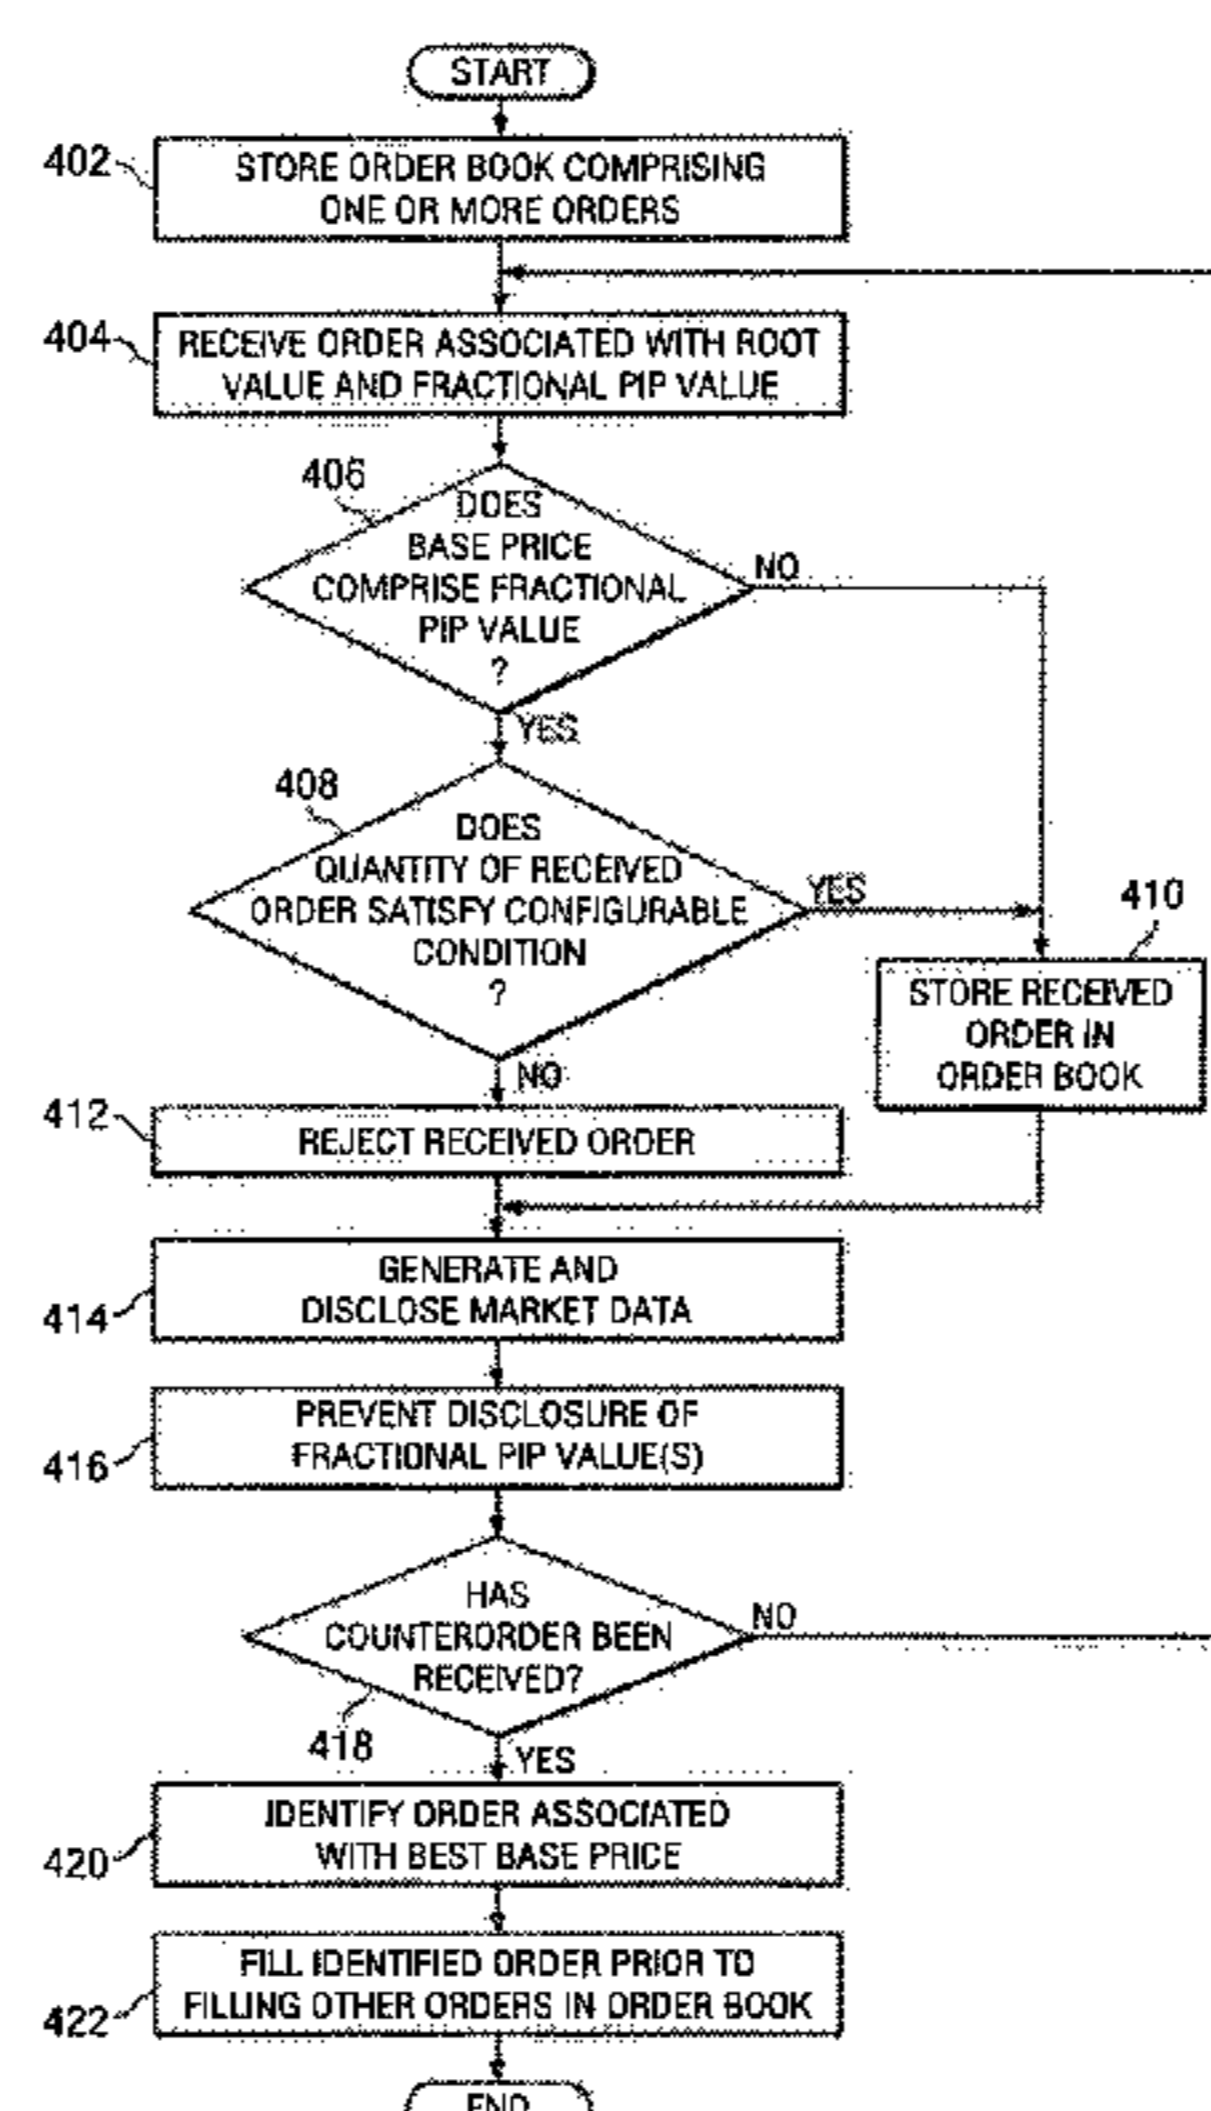 START
402
STORE ORDER BOOK COMPRISING
ONE OR MORE ORDERS
404
RECEIVE ORDER ASSOCIATED WITH ROOT
VALUE AND FRACTIONAL PIP VALUE
406
DOES
BASE PRICE
COMPRISE FRACTIONAL
PIP VALUE
?
NO
YES
408
DOES
QUANTITY OF RECEIVED
ORDER SATISFY CONFIGURABLE
CONDITION
?
YES
410
STORE RECEIVED
ORDER IN
ORDER BOOK
NO
412
REJECT RECEIVED ORDER
414
GENERATE AND
DISCLOSE MARKET DATA
416
PREVENT DISCLOSURE OF
FRACTIONAL PIP VALUE(S)
HAS
COUNTERORDER BEEN
RECEIVED?
NO
418
YES
420
IDENTIFY ORDER ASSOCIATED
WITH BEST BASE PRICE
422
FILL IDENTIFIED ORDER PRIOR TO
FILLING OTHER ORDERS IN ORDER BOOK
END